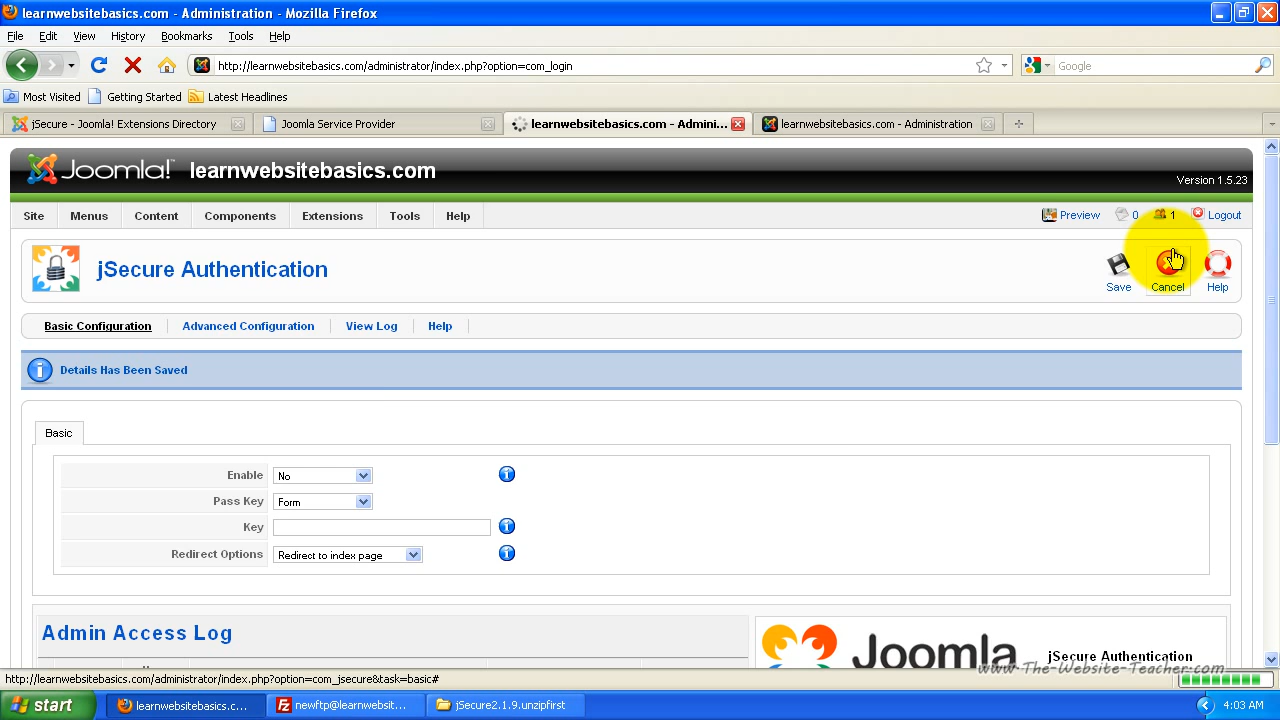 learnwebsitebasics.com - Administration - Mozilla Firefox
File Edit View History Bookmarks Tools Help
http://learnwebsitebasics.com/administrator/index.php?option=com_login
Google
Most Visited Getting Started Latest Headlines
jSecure - Joomla! Extensions Directory
Joomla Service Provider
learnwebsitebasics.com - Admini...
learnwebsitebasics.com - Administration
Joomla! learnwebsitebasics.com
Version 1.5.23
Site Menus Content Components Extensions Tools Help
Preview 0 1 Logout
jSecure Authentication
Save Cancel Help
Basic Configuration Advanced Configuration View Log Help
Details Has Been Saved
Basic
Enable No
Pass Key Form
Key
Redirect Options Redirect to index page
Admin Access Log
Joomla
jSecure Authentication
www.The-Website-Teacher.com
http://learnwebsitebasics.com/administrator/index.php?option=com_jsecure&task=basic#
start
learnwebsitebasics.c...
newftp@learnwebsit...
jSecure2.1.9.unzipfirst
4:03 AM